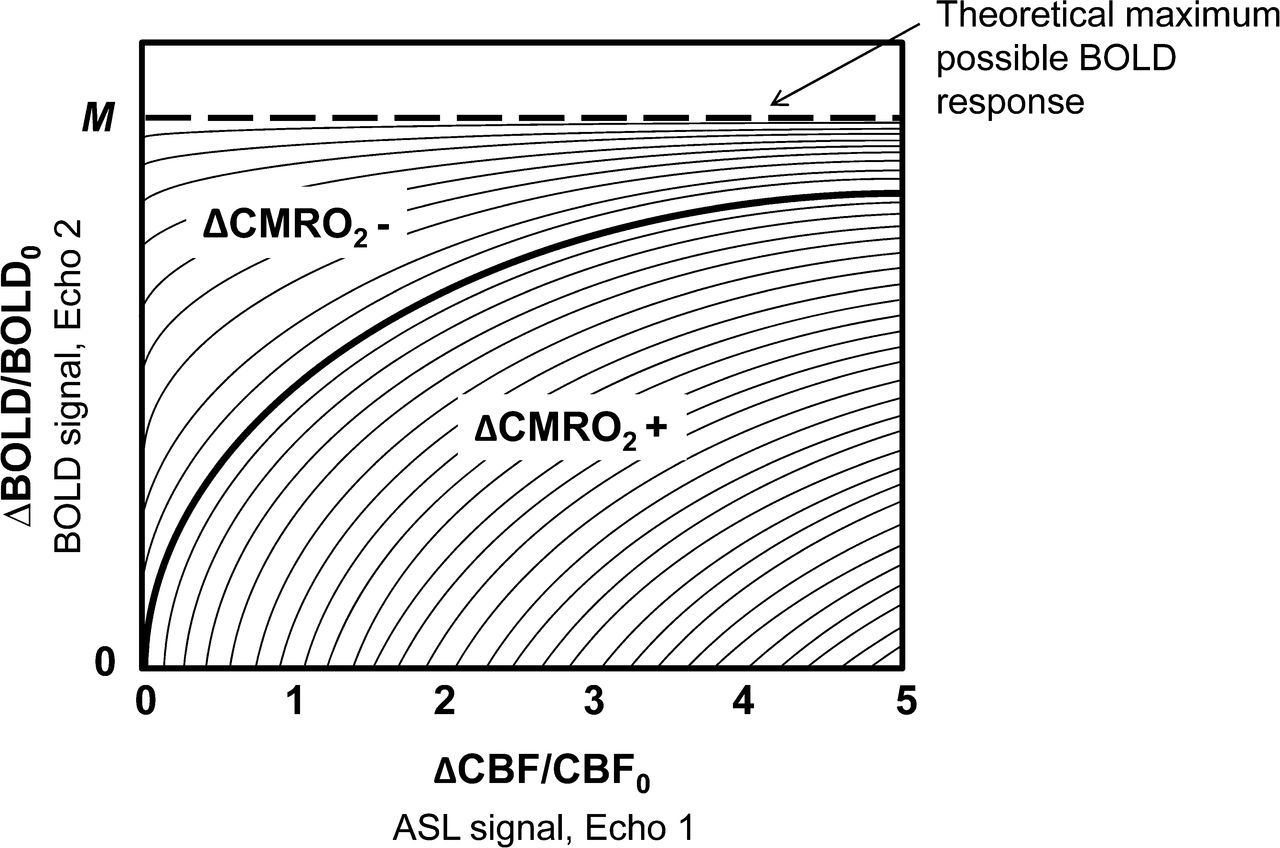 Theoretical maximum
possible BOLD
response
M
ΔCMRO₂ -
ΔCMRO₂ +
ΔBOLD/BOLD₀
BOLD signal, Echo 2
0
0 1 2 3 4 5
ΔCBF/CBF₀
ASL signal, Echo 1